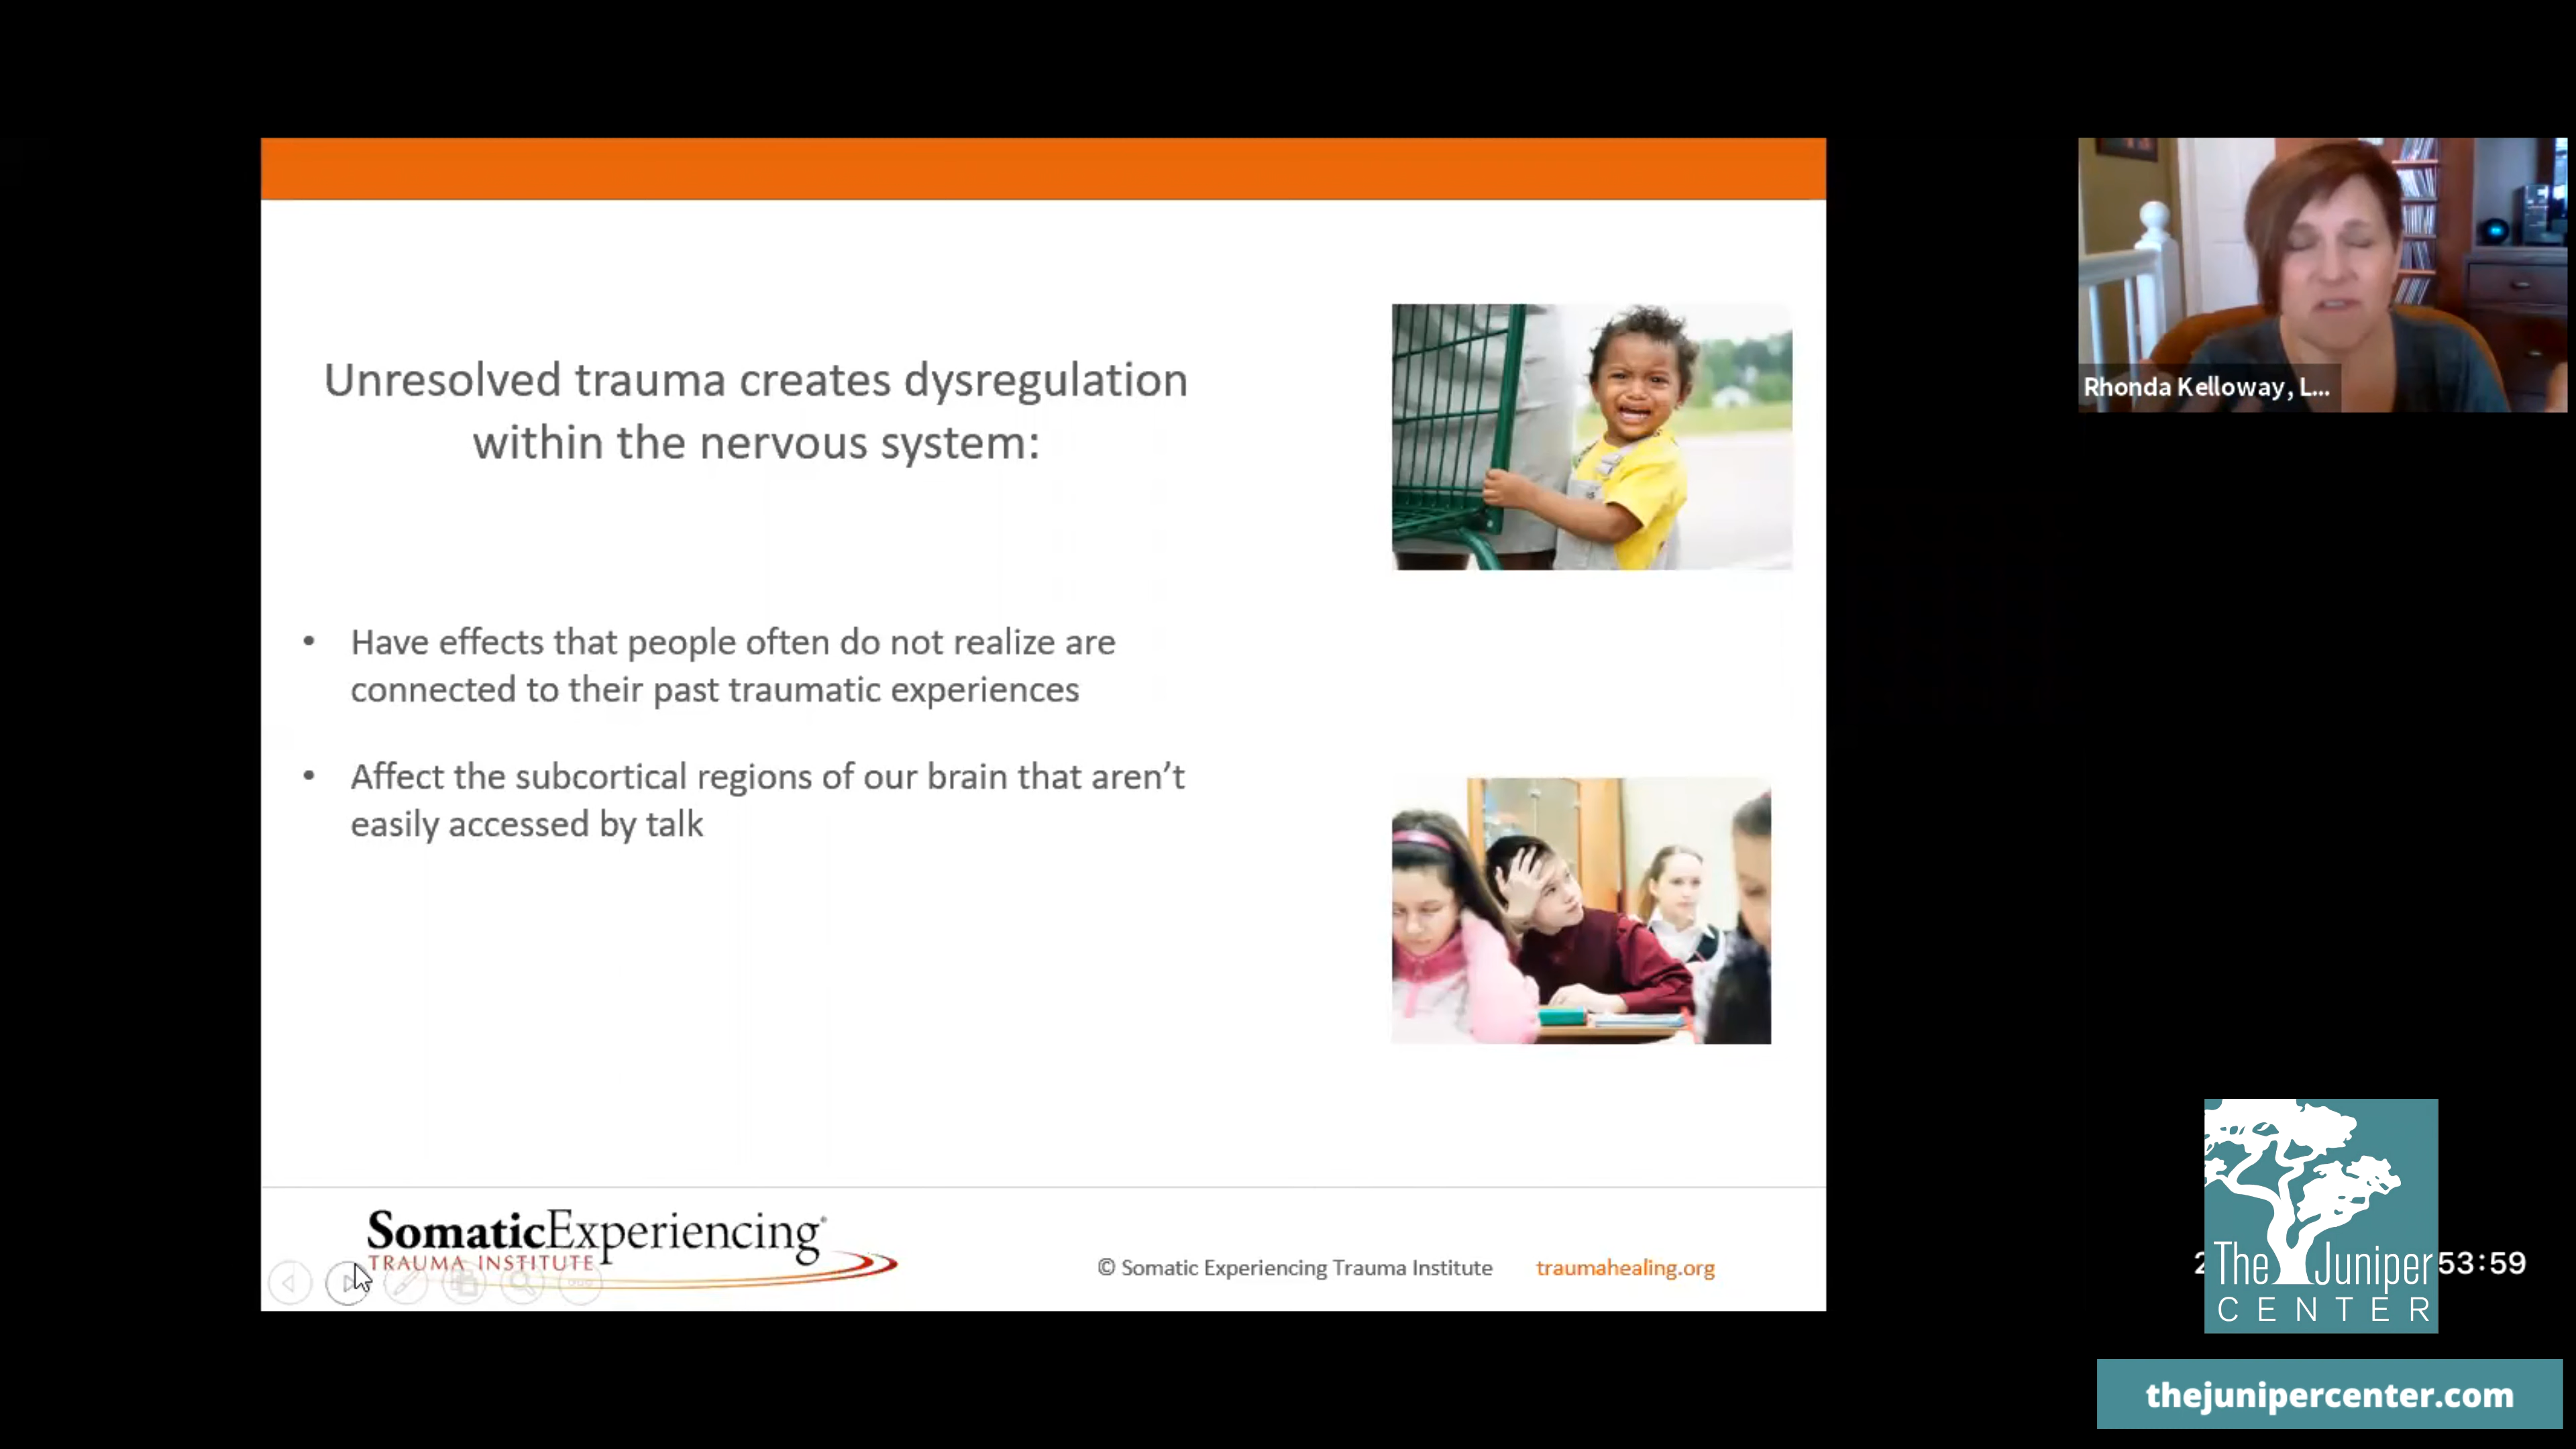 Unresolved trauma creates dysregulation
within the nervous system:
• Have effects that people often do not realize are
connected to their past traumatic experiences
• Affect the subcortical regions of our brain that aren’t
easily accessed by talk
SomaticExperiencing®
TRAUMA INSTITUTE
© Somatic Experiencing Trauma Institute traumahealing.org
Rhonda Kelloway, L...
53:59
The Juniper
CENTER
thejunipercenter.com